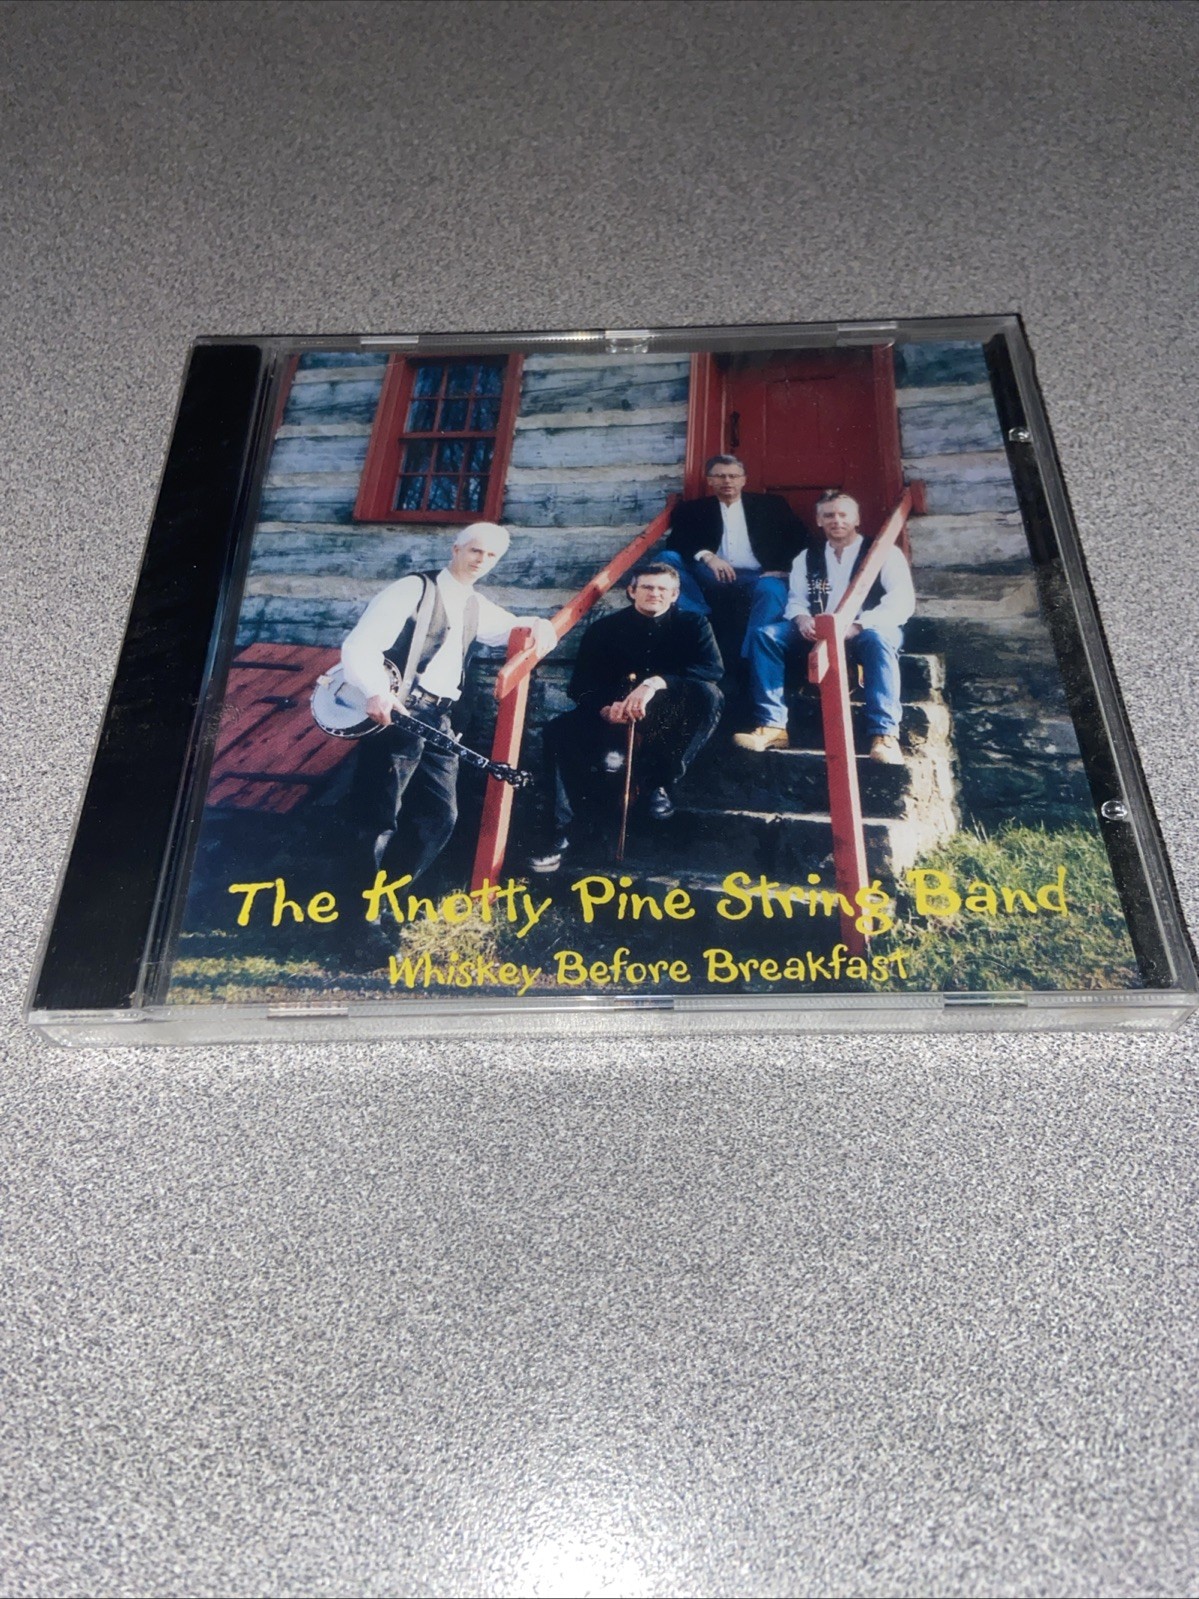 The Knotty Pine String Band
Whiskey Before Breakfast